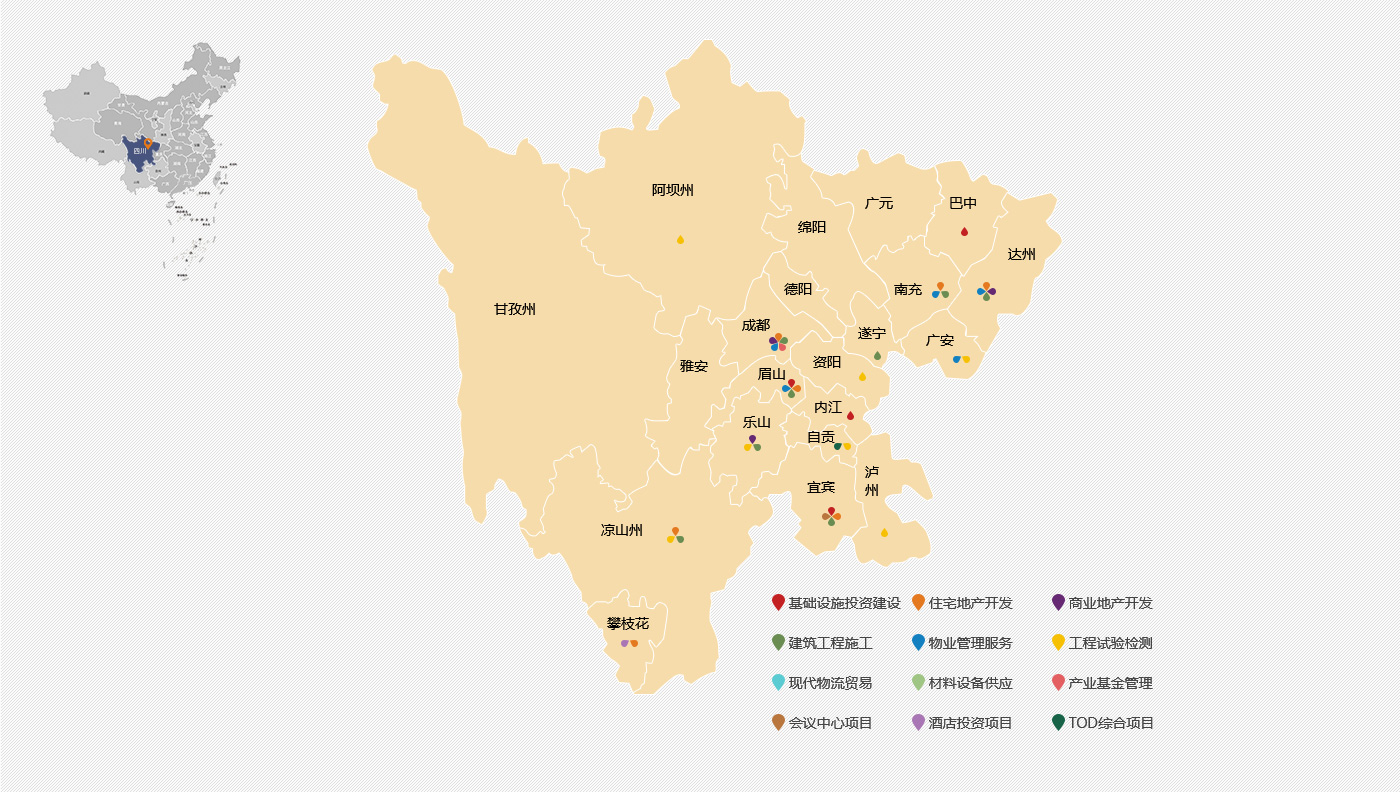 四川
阿坝州
广元
巴中
绵阳
达州
德阳
南充
甘孜州
成都
遂宁
广安
雅安
资阳
眉山
内江
乐山
自贡
泸
州
宜宾
凉山州
攀枝花
基础设施投资建设
住宅地产开发
商业地产开发
建筑工程施工
物业管理服务
工程试验检测
现代物流贸易
材料设备供应
产业基金管理
会议中心项目
酒店投资项目
TOD综合项目